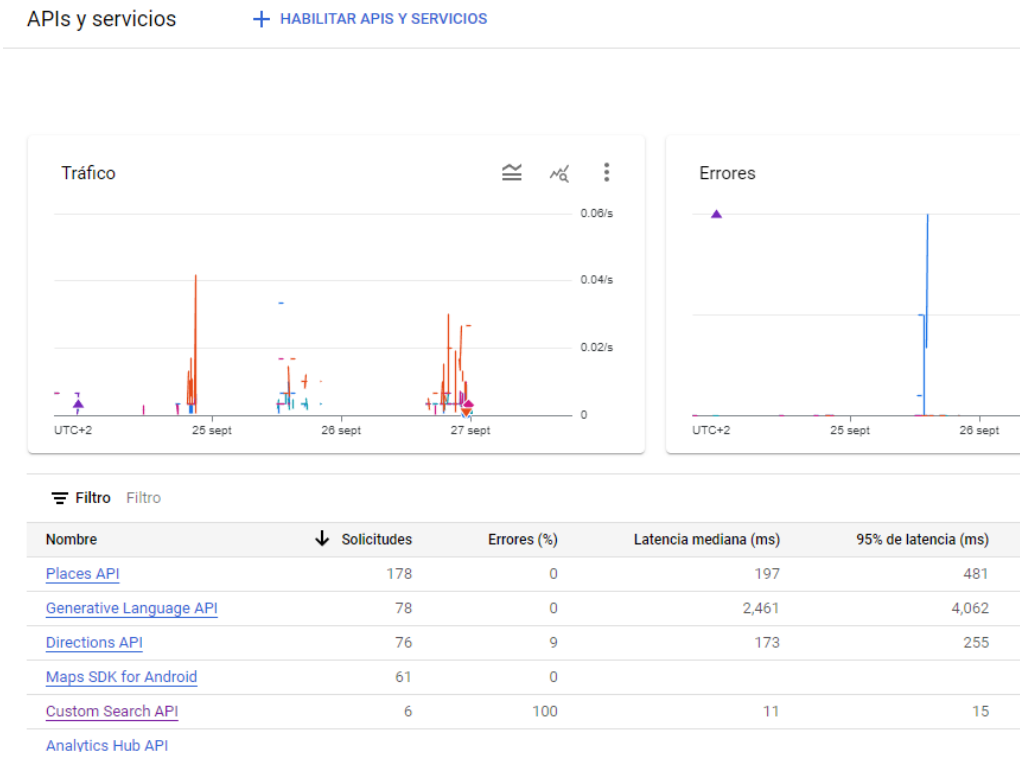 APIs y servicios
HABILITAR APIS Y SERVICIOS
Tráfico
0.06/s
0.04/s
0.02/s
0
UTC+2
25 sept
26 sept
27 sept
Errores
UTC+2
25 sept
26 sept
Filtro Filtro
Nombre Solicitudes Errores (%) Latencia mediana (ms) 95% de latencia (ms)
Places API 178 0 197 481
Generative Language API 78 0 2,461 4,062
Directions API 76 9 173 255
Maps SDK for Android 61 0
Custom Search API 6 100 11 15
Analytics Hub API